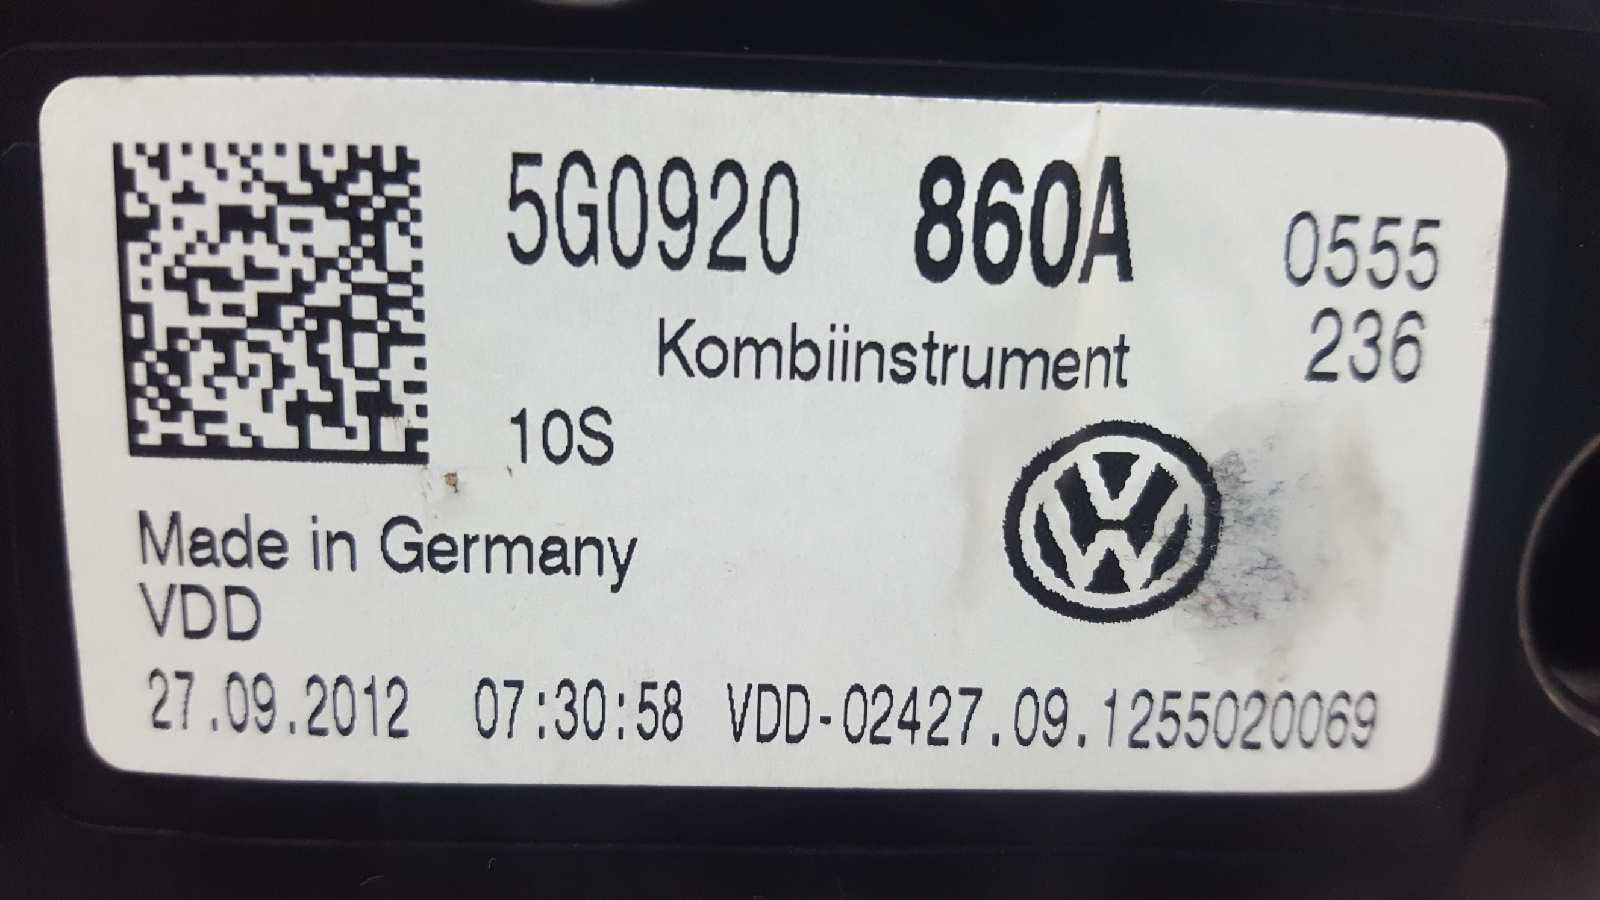 5G0920 860A 0555
Kombiinstrument 236
10S
Made in Germany
VDD
27.09.2012 07:30:58 VDD-02427.09.1255020069